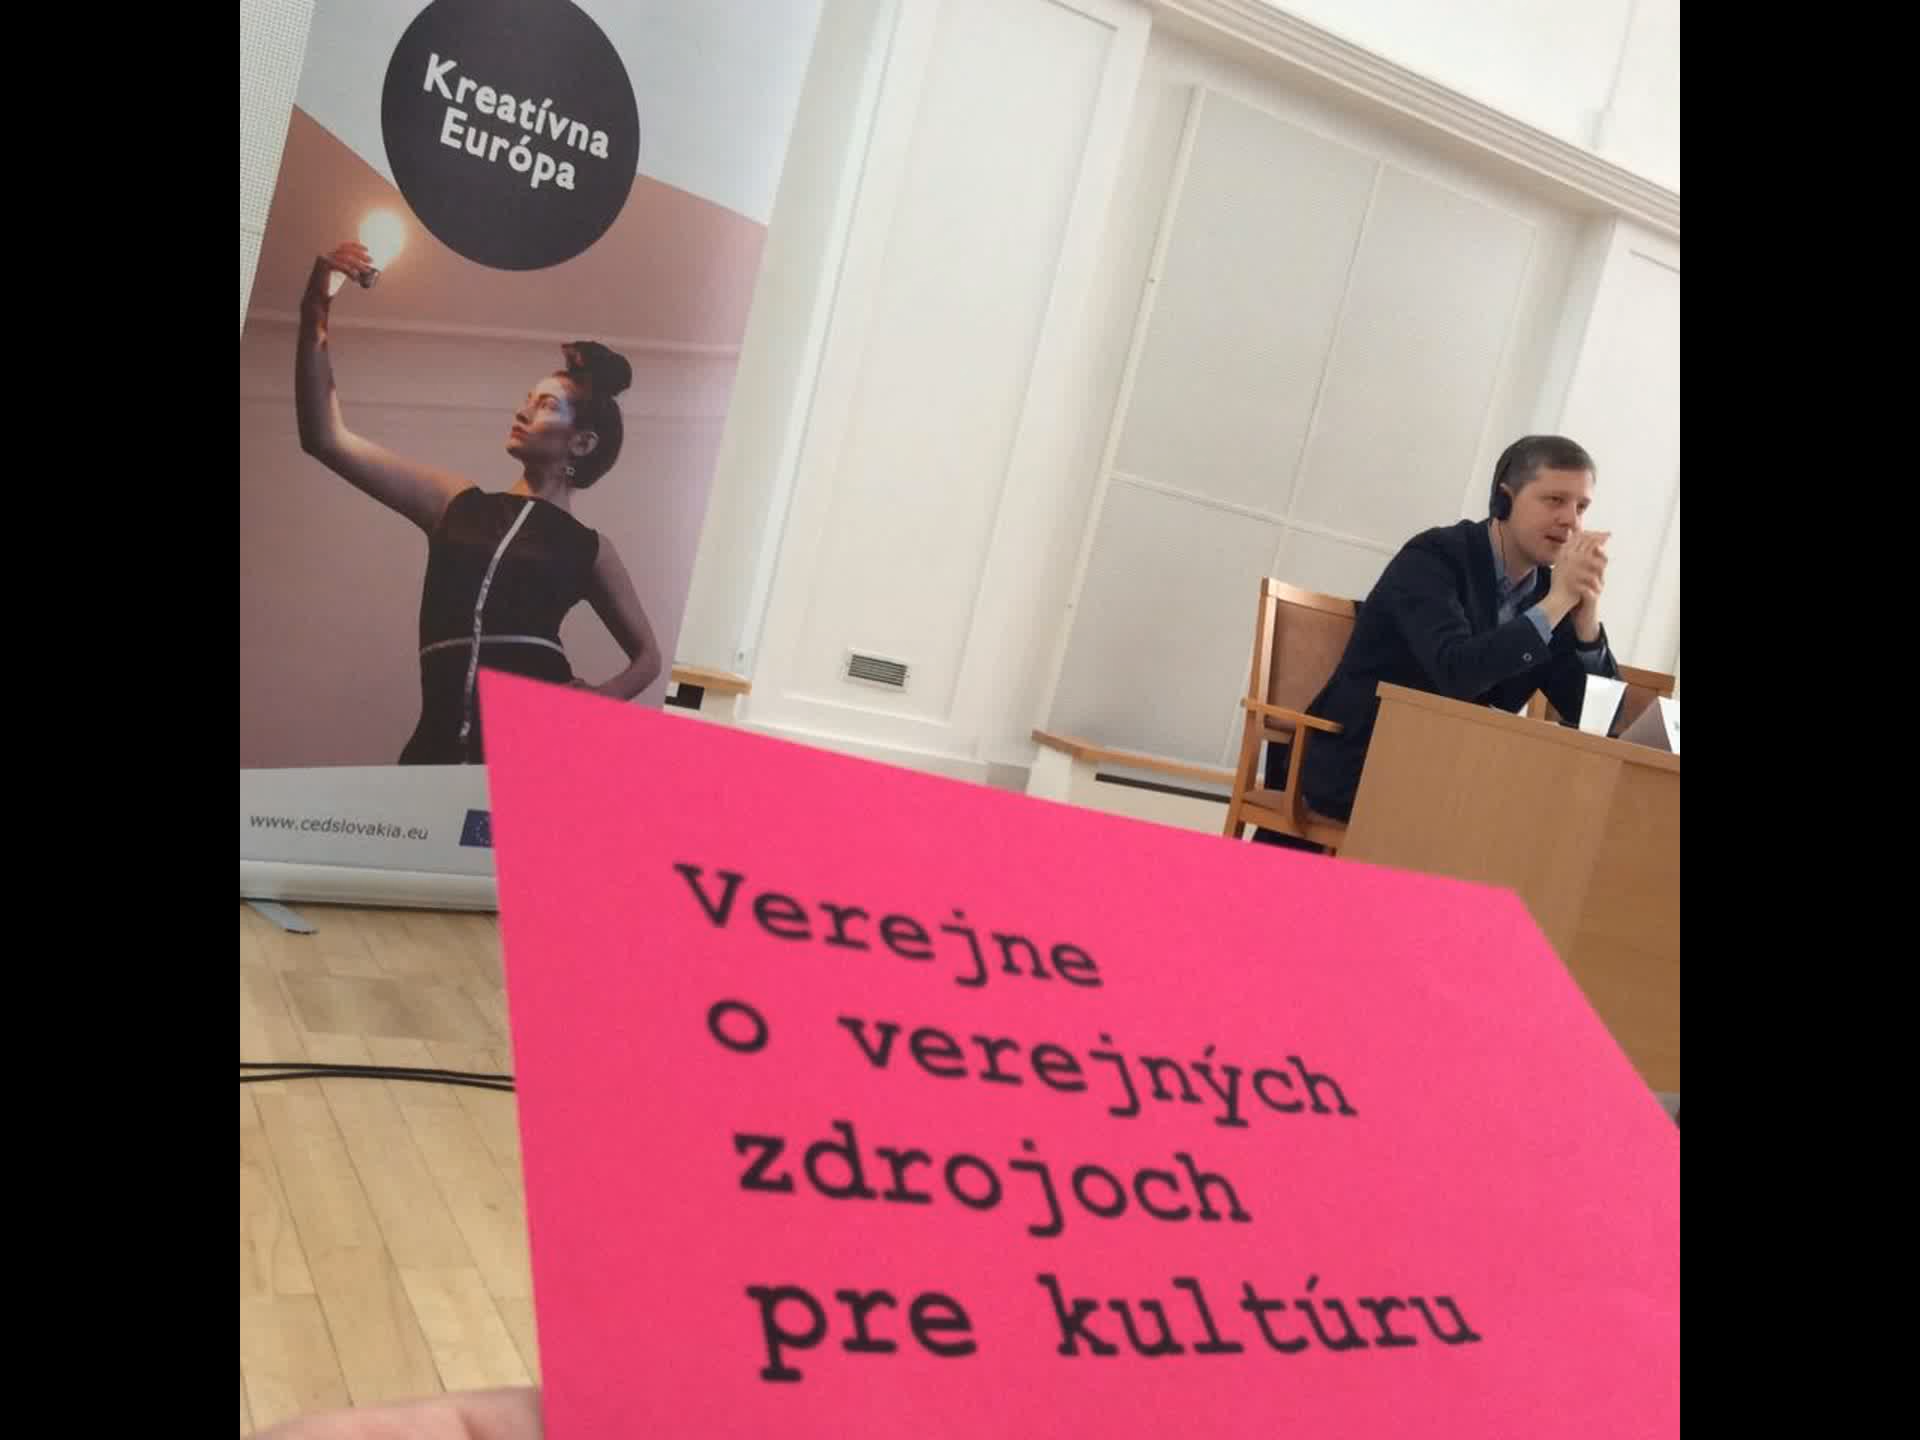 Kreatívna
Európa
www.cedslovakia.eu
Verejne
o verejných
zdrojoch
pre kultúru